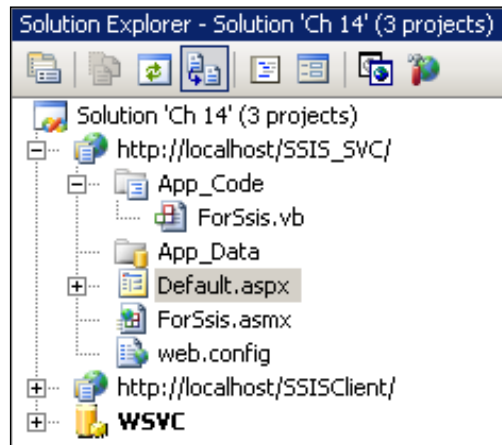 Solution Explorer - Solution 'Ch 14' (3 projects)
Solution 'Ch 14' (3 projects)
http://localhost/SSIS_SVC/
App_Code
ForSsis.vb
App_Data
Default.aspx
ForSsis.asmx
web.config
http://localhost/SSISClient/
WSVC